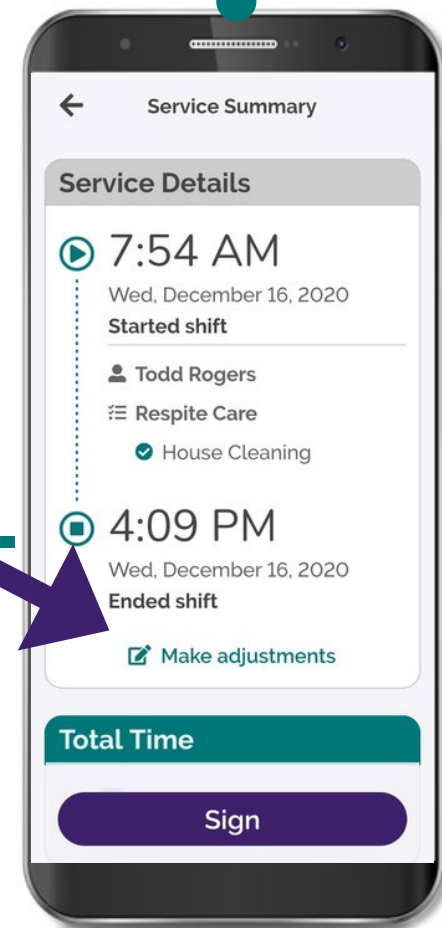 Service Summary
Service Details
7:54 AM
Wed, December 16, 2020
Started shift
Todd Rogers
Respite Care
House Cleaning
4:09 PM
Wed, December 16, 2020
Ended shift
Make adjustments
Total Time
Sign